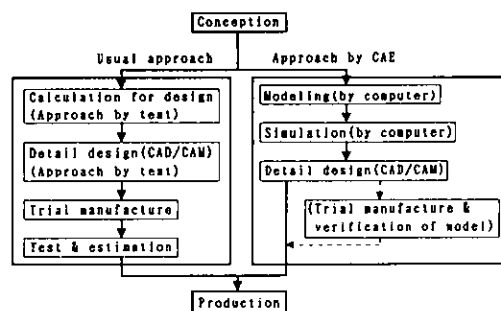 Conception
Usual approach
Approach by CAE
Calculation for design
(Approach by test)
Detail design(CAD/CAM)
(Approach by test)
Trial manufacture
Test & estimation
Modeling(by computer)
Simulation(by computer)
Detail design(CAD/CAM)
(Trial manufacture &
verification of model)
Production